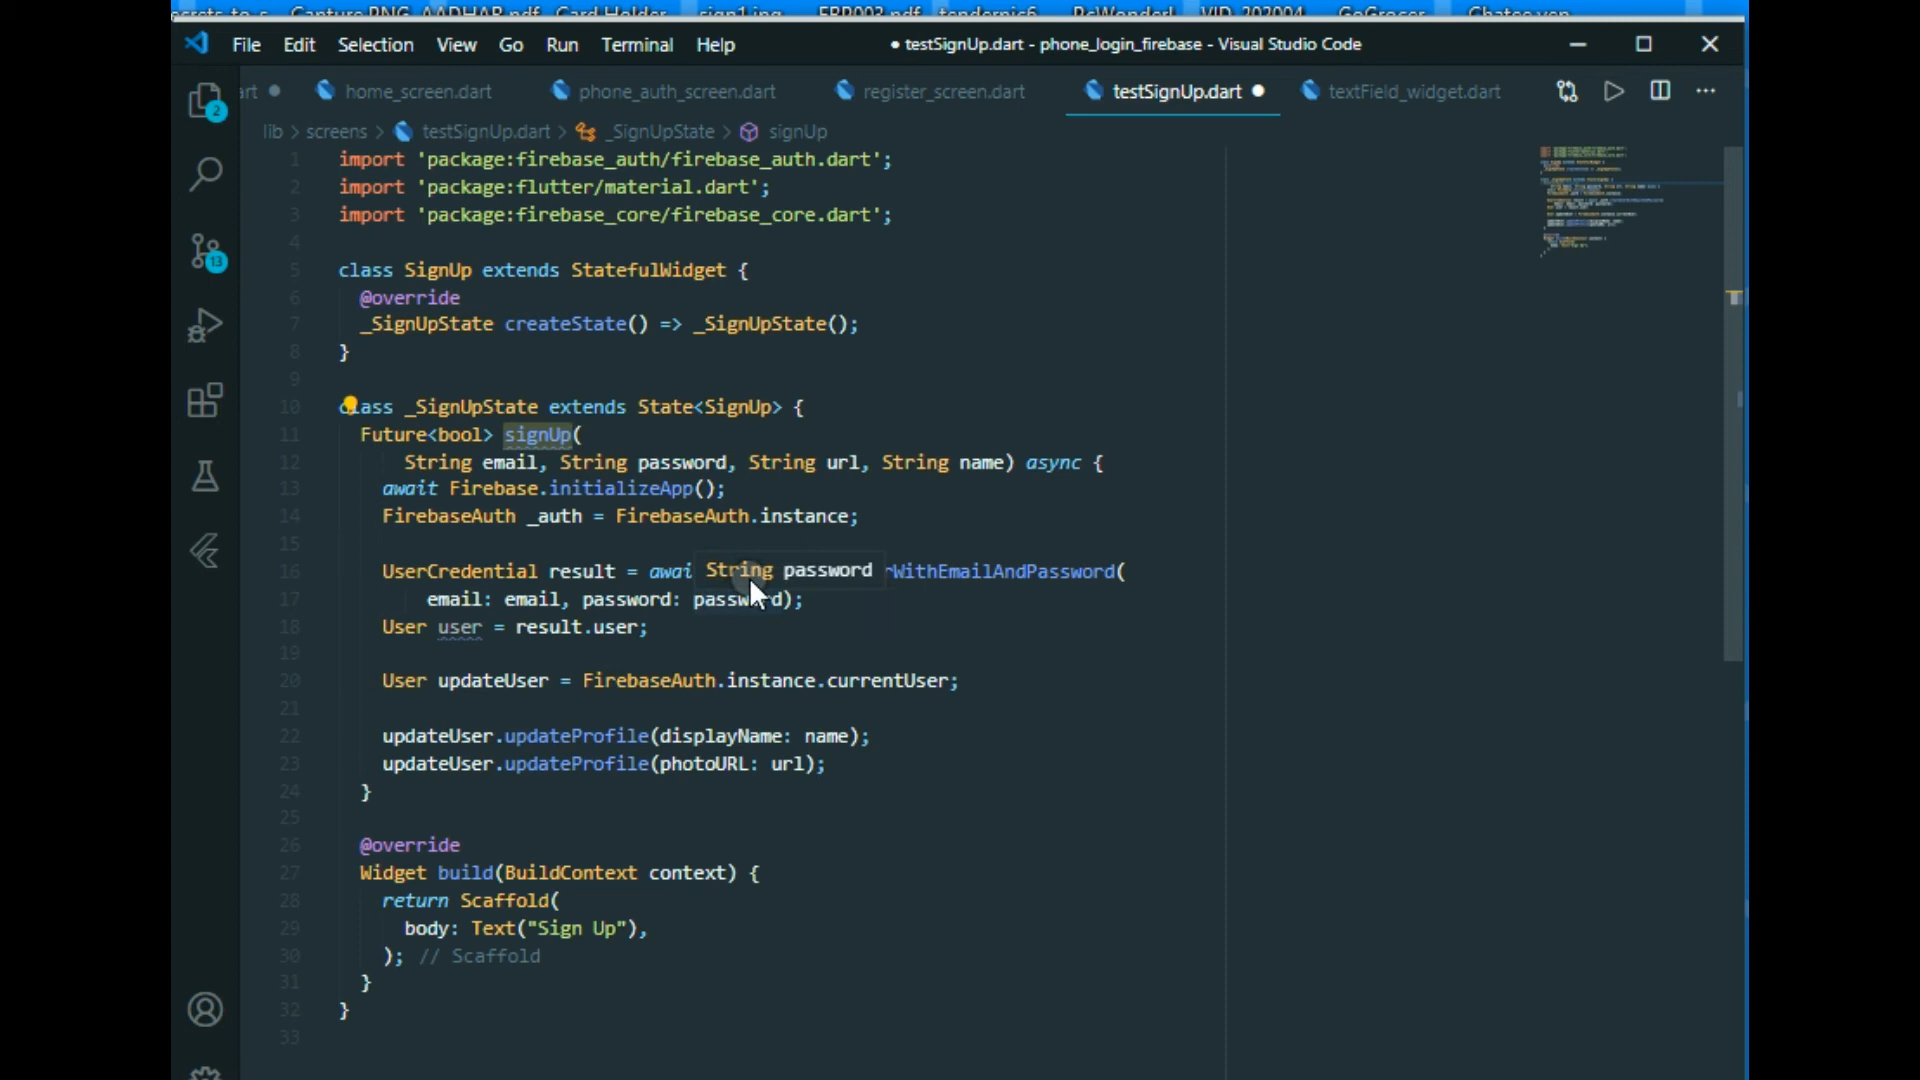 File Edit Selection View Go Run Terminal Help ● testSignUp.dart - phone_login_firebase - Visual Studio Code
rt home_screen.dart phone_auth_screen.dart register_screen.dart testSignUp.dart textField_widget.dart
lib > screens > testSignUp.dart > _SignUpState > signUp
2
13
1 import 'package:firebase_auth/firebase_auth.dart';
2 import 'package:flutter/material.dart';
3 import 'package:firebase_core/firebase_core.dart';
4
5 class SignUp extends StatefulWidget {
6 @override
7 _SignUpState createState() => _SignUpState();
8 }
9
10 class _SignUpState extends State<SignUp> {
11 Future<bool> signUp(
12 String email, String password, String url, String name) async {
13 await Firebase.initializeApp();
14 FirebaseAuth _auth = FirebaseAuth.instance;
15
16 UserCredential result = awai String password rWithEmailAndPassword(
17 email: email, password: password);
18 User user = result.user;
19
20 User updateUser = FirebaseAuth.instance.currentUser;
21
22 updateUser.updateProfile(displayName: name);
23 updateUser.updateProfile(photoURL: url);
24 }
25
26 @override
27 Widget build(BuildContext context) {
28 return Scaffold(
29 body: Text("Sign Up"),
30 ); // Scaffold
31 }
32 }
33